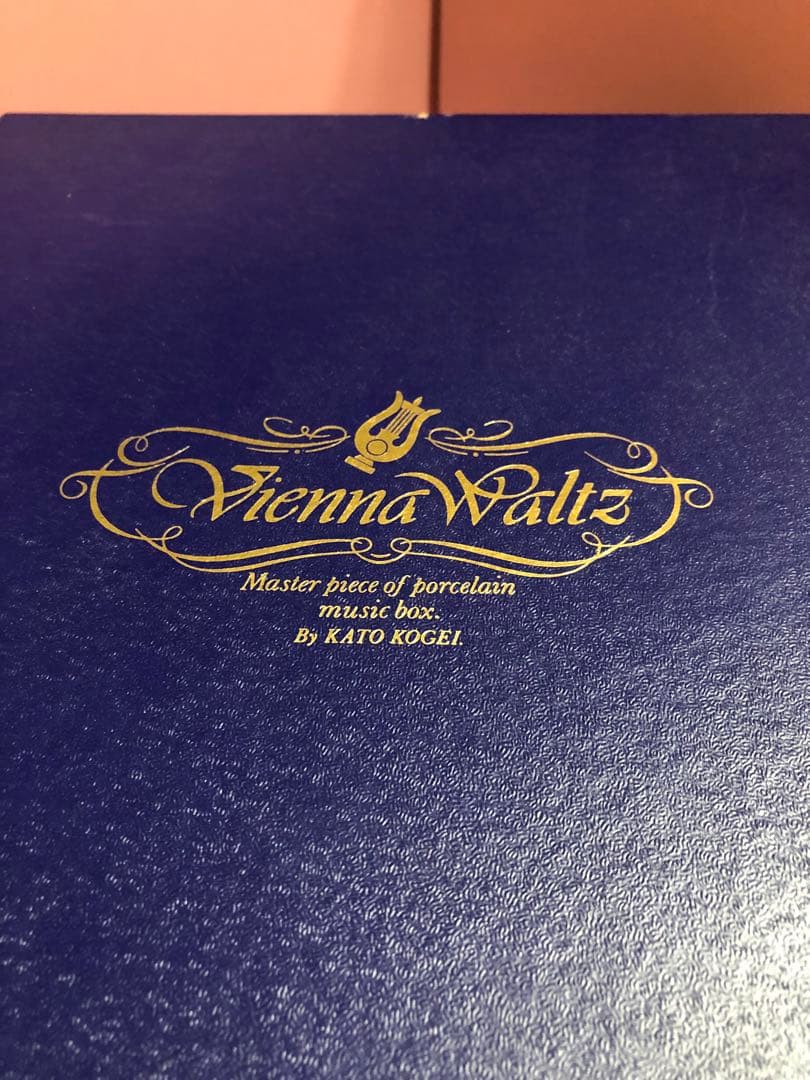 Vienna Waltz
Master piece of porcelain
music box.
By KATO KOGEI.